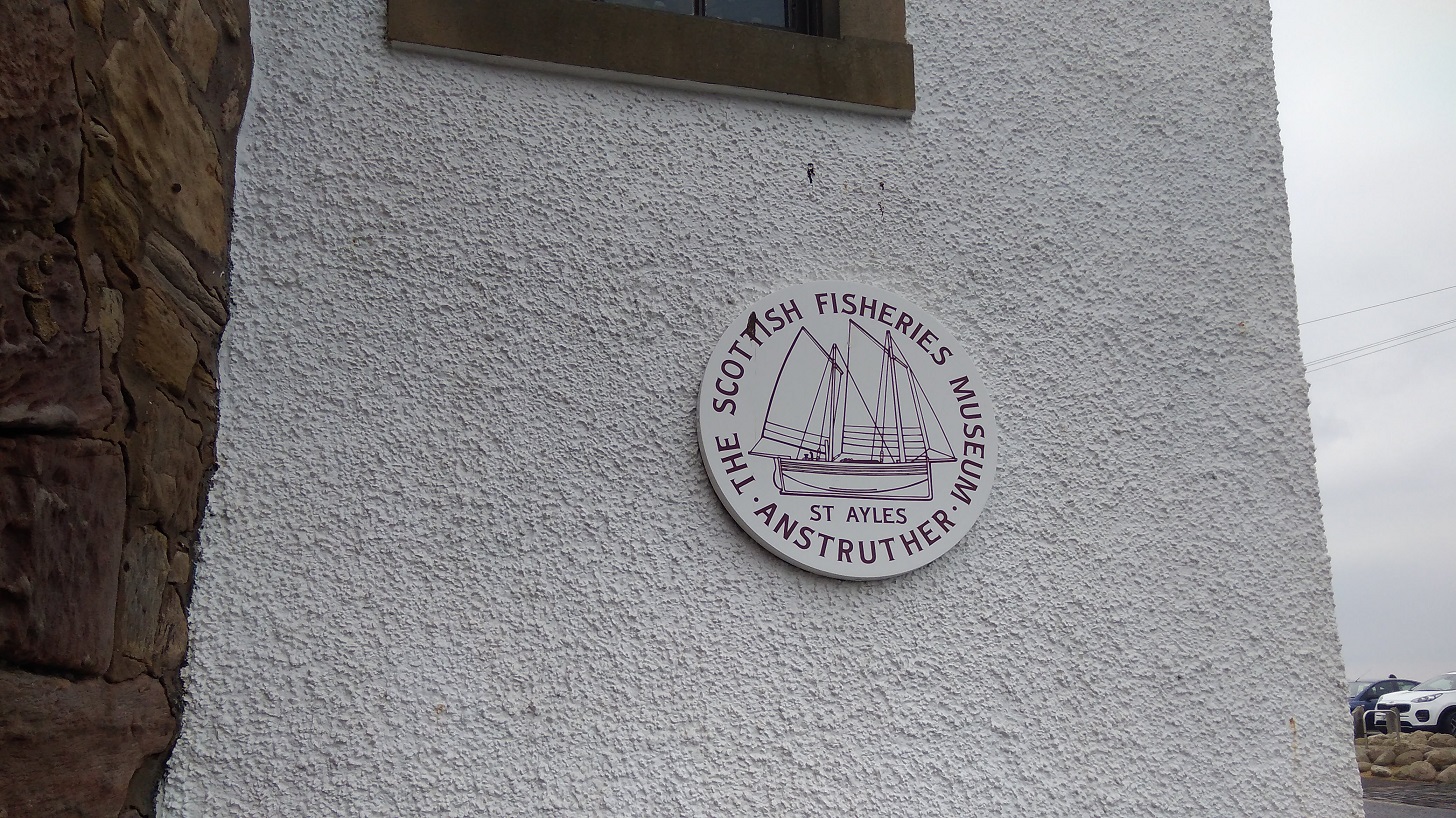 · THE SCOTTISH FISHERIES MUSEUM ·
ST AYLES
ANSTRUTHER